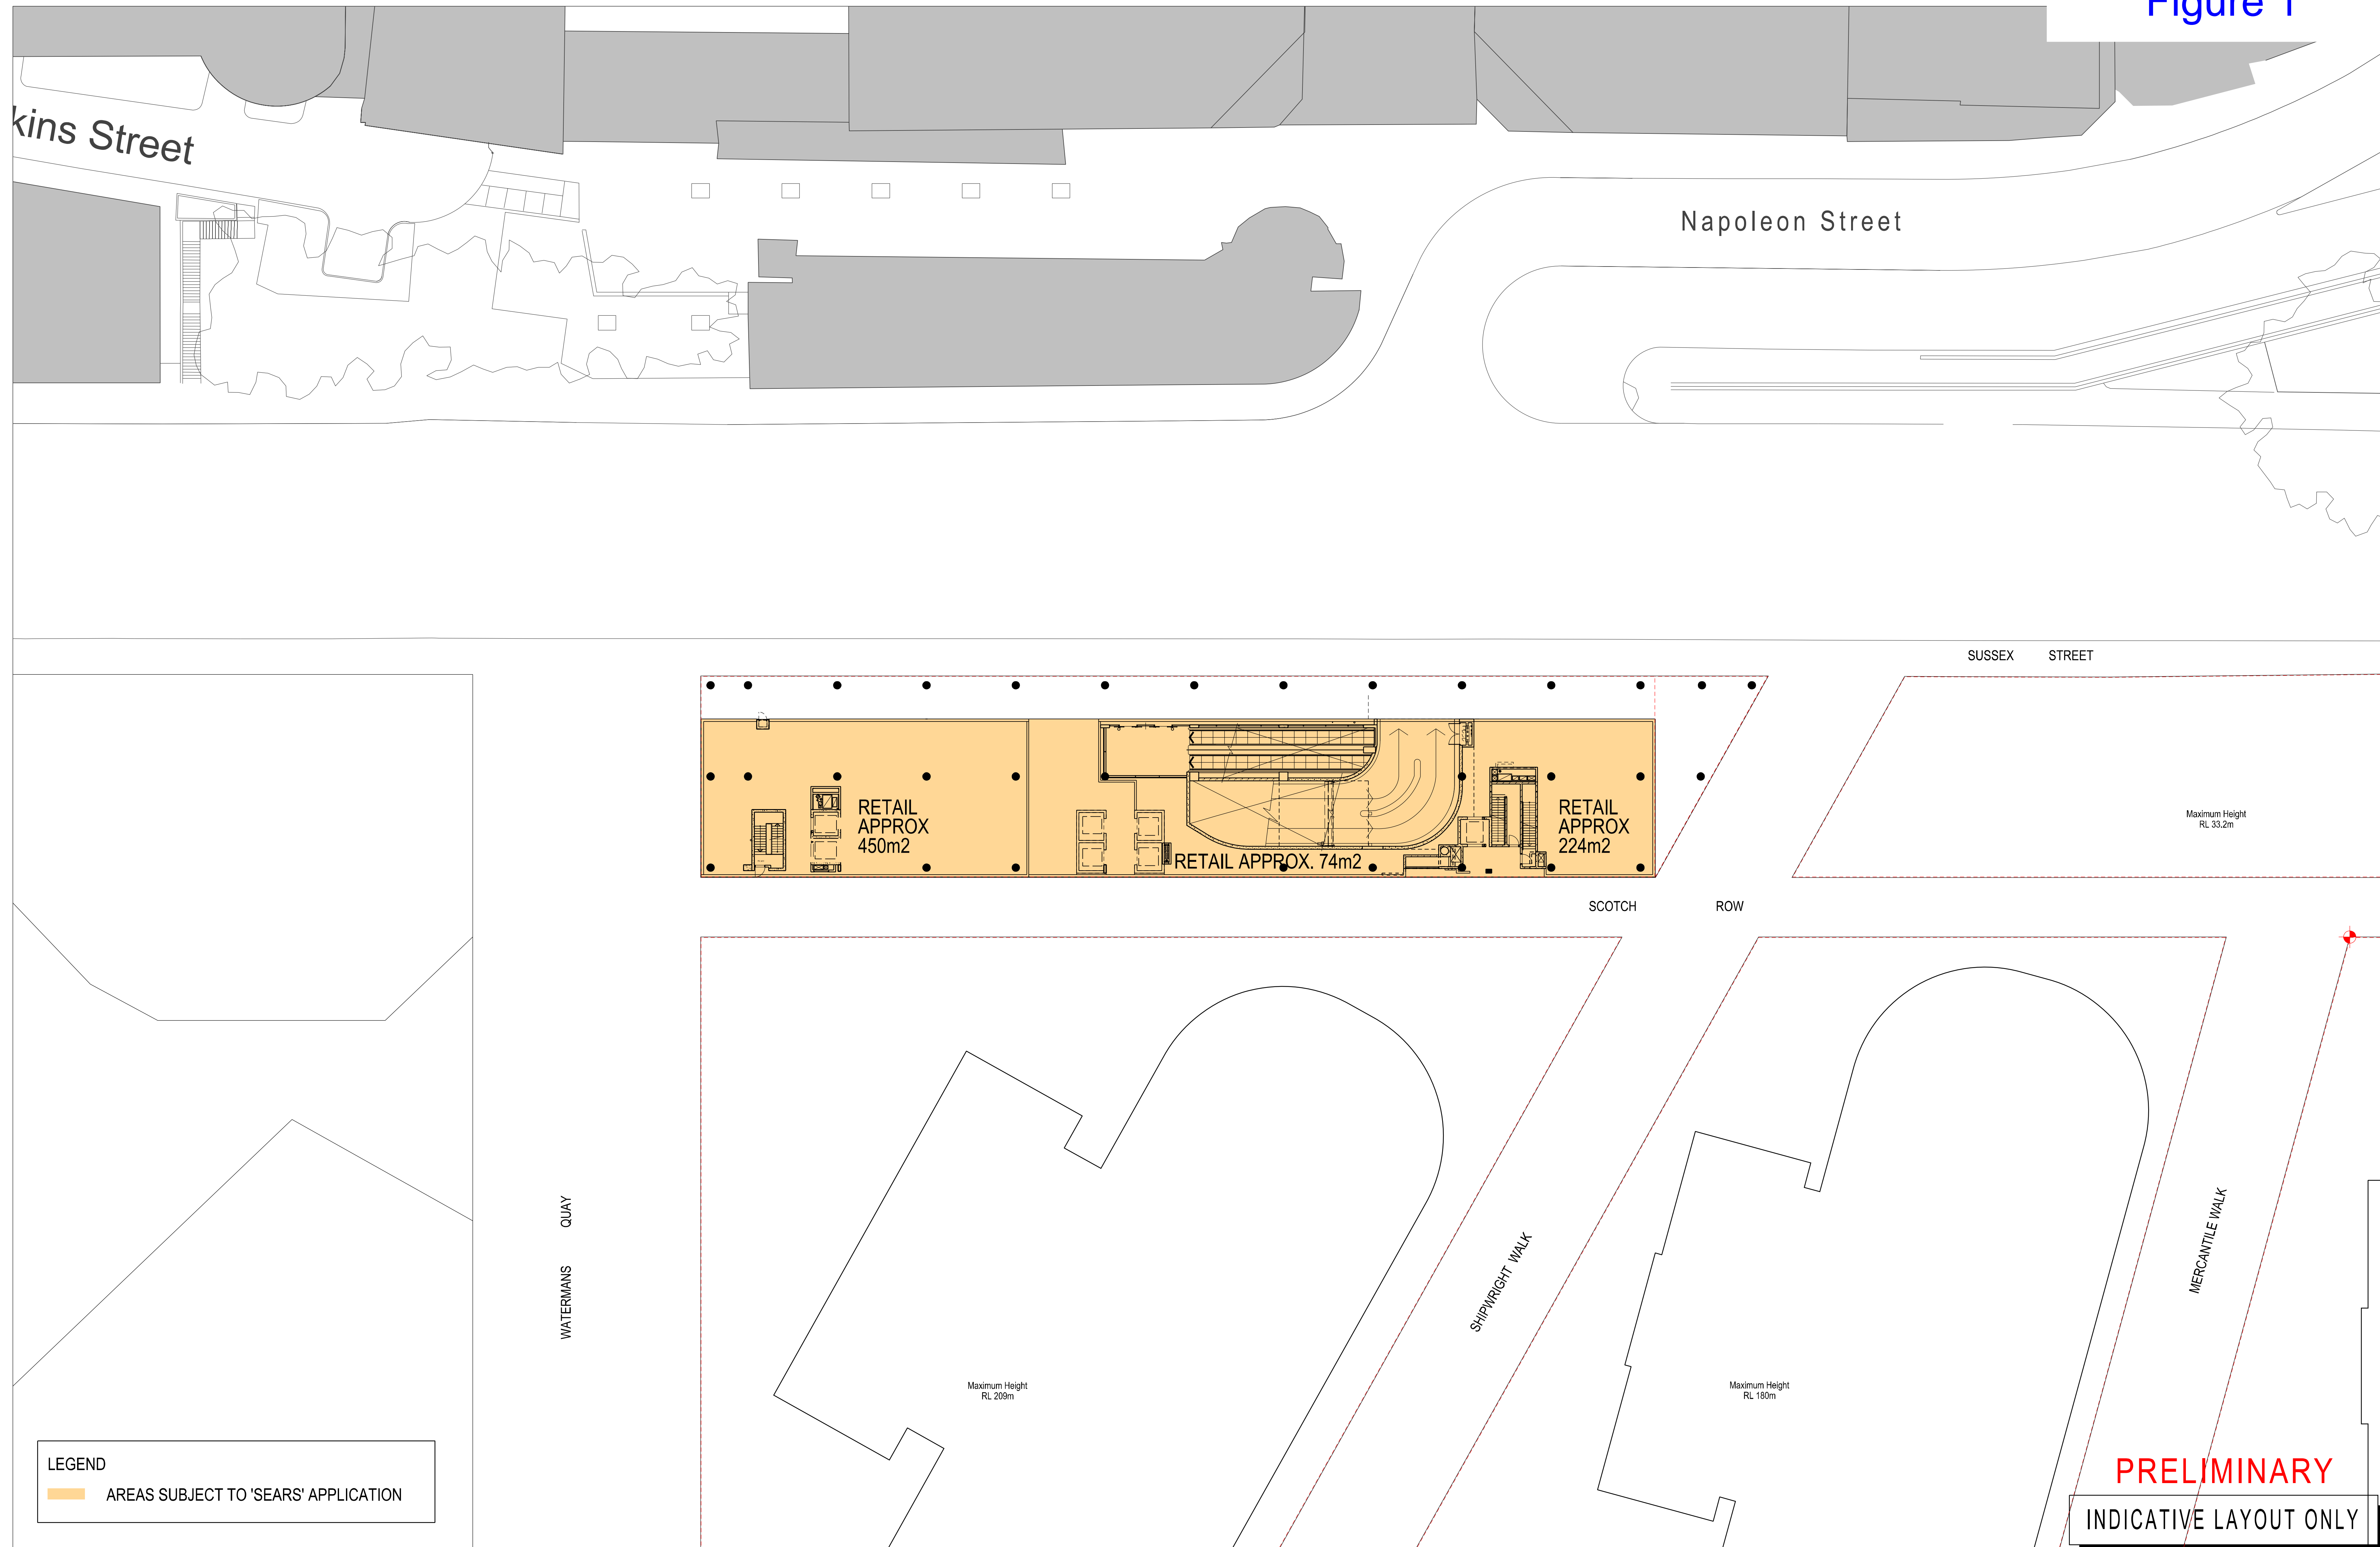 Figure 1
kins Street
Napoleon Street
SUSSEX STREET
RETAIL
APPROX
450m2
RETAIL APPROX. 74m2
RETAIL
APPROX
224m2
Maximum Height
RL 33.2m
SCOTCH ROW
WATERMANS QUAY
SHIPWRIGHT WALK
MERCANTILE WALK
Maximum Height
RL 209m
Maximum Height
RL 180m
LEGEND
AREAS SUBJECT TO 'SEARS' APPLICATION
PRELIMINARY
INDICATIVE LAYOUT ONLY